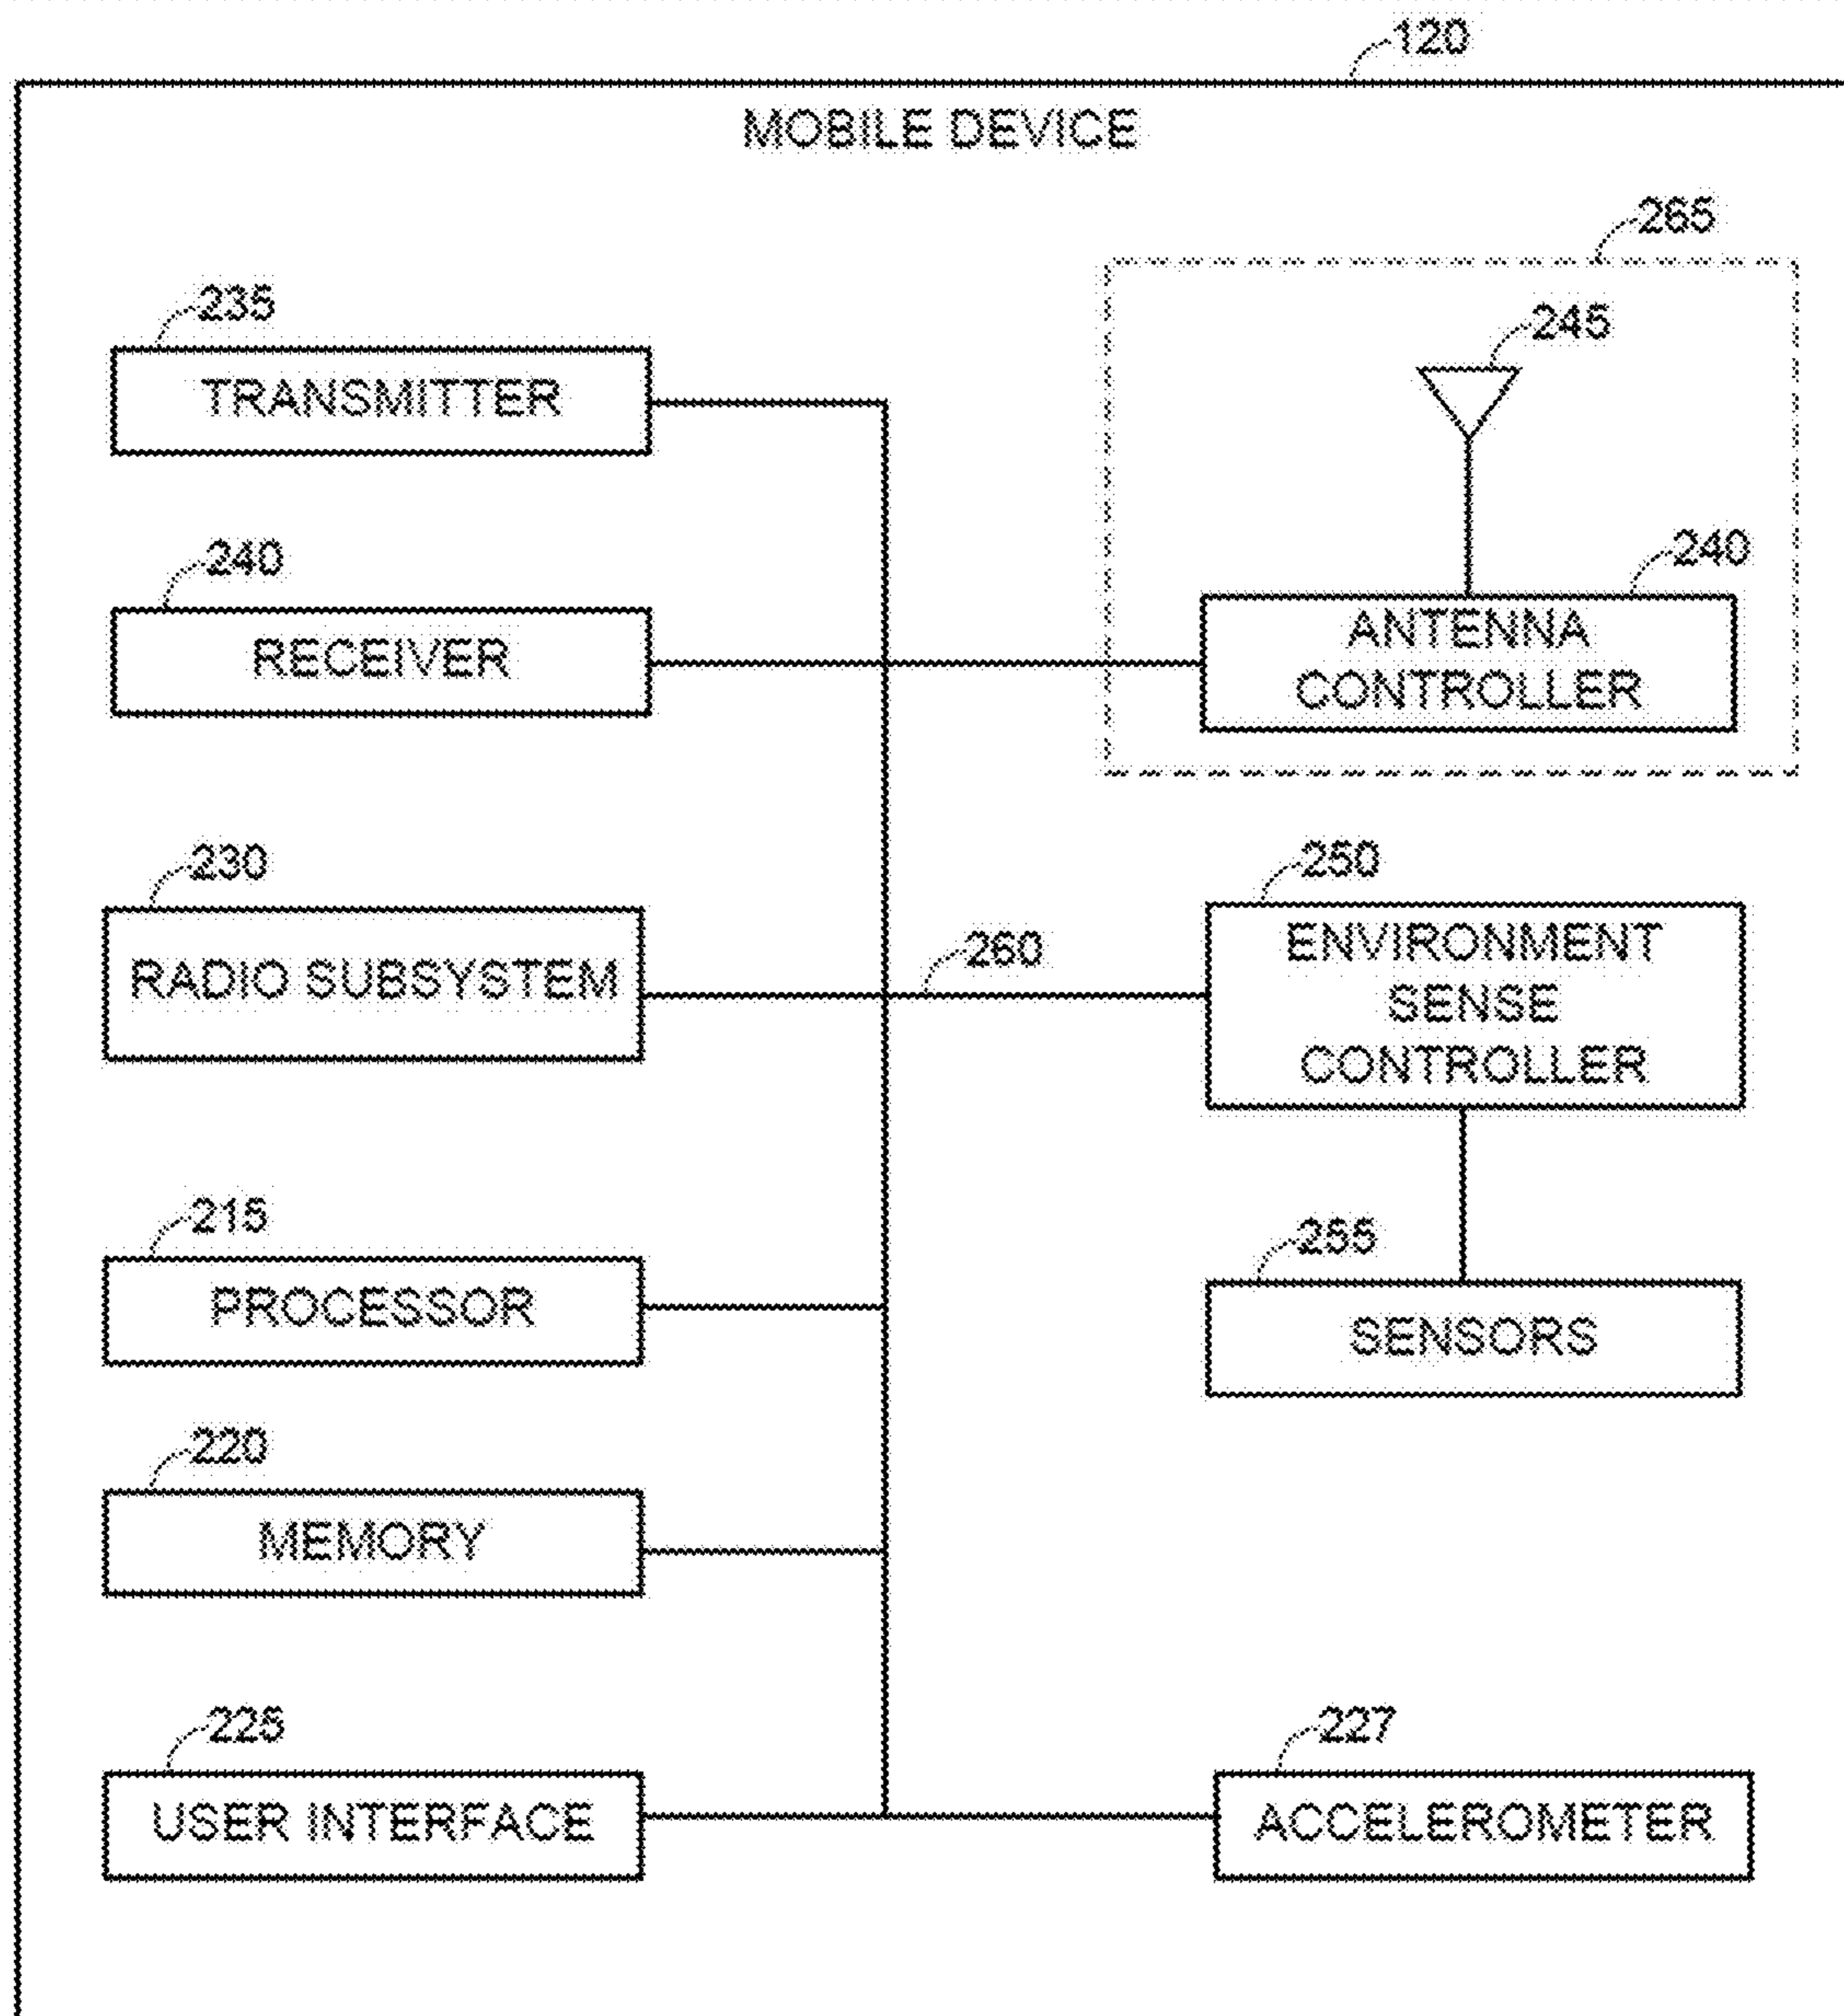 120
MOBILE DEVICE
265
235
245
TRANSMITTER
240
240
RECEIVER
ANTENNA
CONTROLLER
230
250
RADIO SUBSYSTEM
260
ENVIRONMENT
SENSE
CONTROLLER
215
255
PROCESSOR
SENSORS
220
MEMORY
225
227
USER INTERFACE
ACCELEROMETER